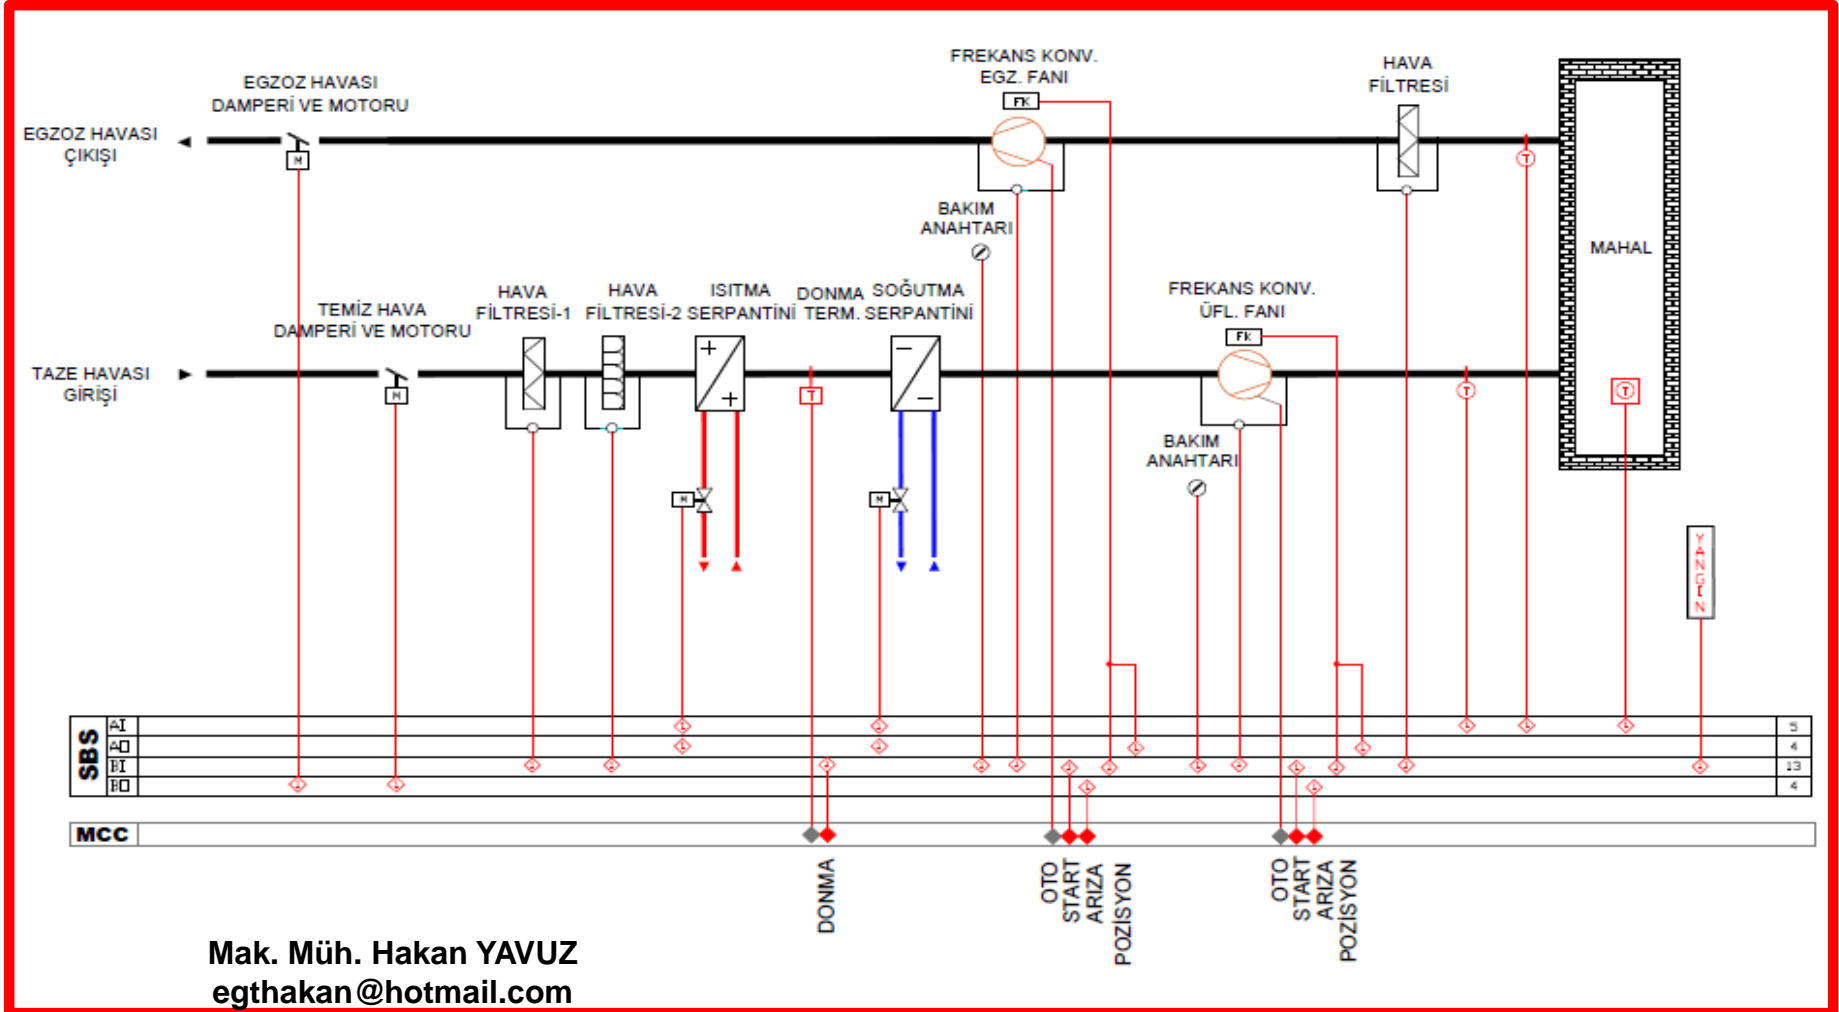 FREKANS KONV.
EGZ. FANI
HAVA
FİLTRESİ
EGZOZ HAVASI
DAMPERİ VE MOTORU
FK
EGZOZ HAVASI
ÇIKIŞI
M
T
BAKIM
ANAHTARI
MAHAL
TEMİZ HAVA
DAMPERİ VE MOTORU
HAVA
FİLTRESİ-1
HAVA
FİLTRESİ-2
ISITMA
SERPANTİNİ
DONMA
TERM.
SOĞUTMA
SERPANTİNİ
FREKANS KONV.
ÜFL. FANI
FK
TAZE HAVASI
GİRİŞİ
M
T
T
T
BAKIM
ANAHTARI
M
M
YANGIN
SBS
AI
5
AO
4
BI
13
BO
4
MCC
DONMA
OTO
START
ARIZA
POZİSYON
OTO
START
ARIZA
POZİSYON
Mak. Müh. Hakan YAVUZ
egthakan@hotmail.com